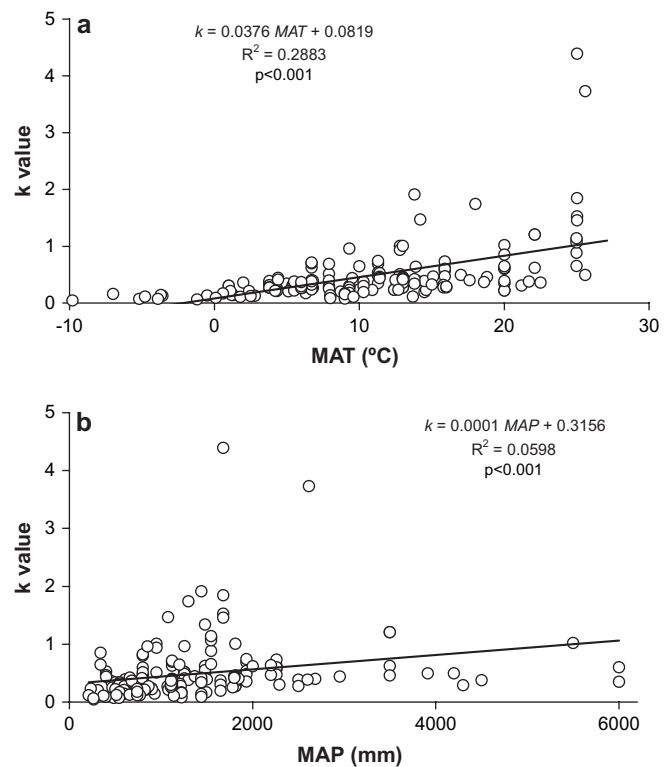 a
k = 0.0376 MAT + 0.0819
R² = 0.2883
p<0.001
5
4
3
2
1
0
k value
-10 0 10 20 30
MAT (ºC)
b
k = 0.0001 MAP + 0.3156
R² = 0.0598
p<0.001
5
4
3
2
1
0
k value
0 2000 4000 6000
MAP (mm)